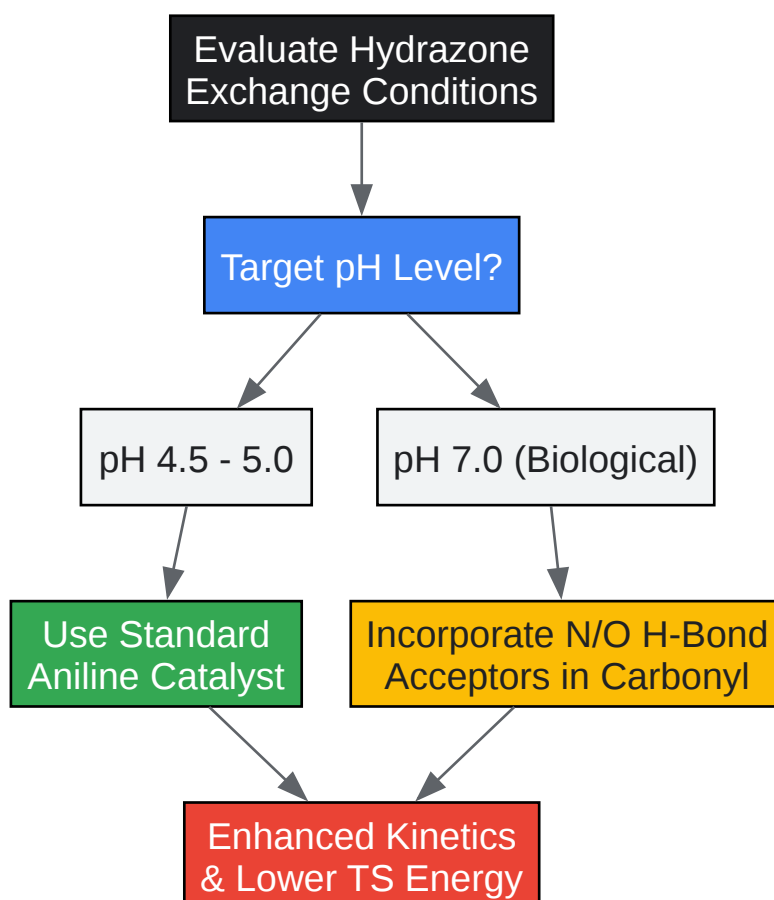 Evaluate Hydrazone
Exchange Conditions
Target pH Level?
pH 4.5 - 5.0
pH 7.0 (Biological)
Use Standard
Aniline Catalyst
Incorporate N/O H-Bond
Acceptors in Carbonyl
Enhanced Kinetics
& Lower TS Energy